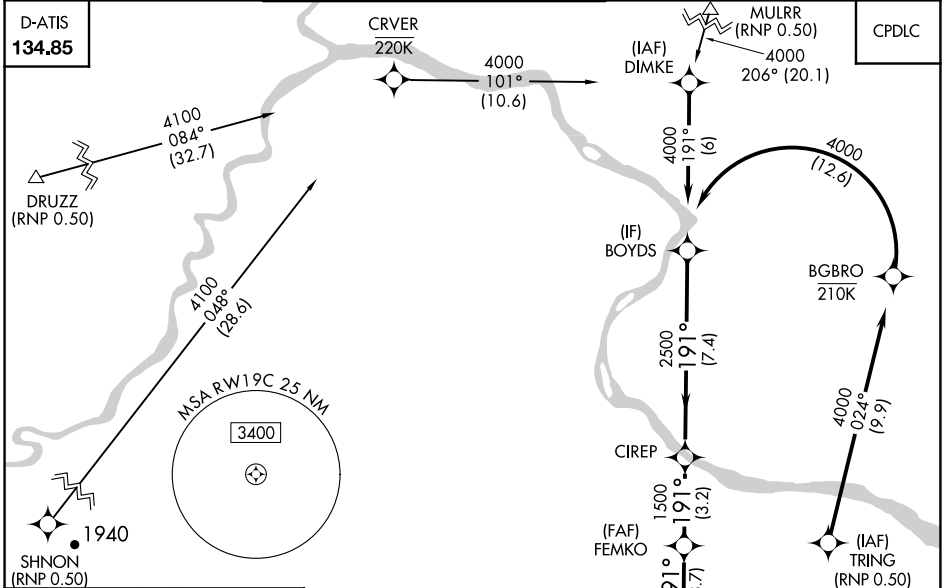 D-ATIS
134.85
CRVER
220K
4000
101°
(10.6)
MULRR
(RNP 0.50)
4000
206° (20.1)
CPDLC
(IAF)
DIMKE
4000
191°
(6)
4100
084°
(32.7)
DRUZZ
(RNP 0.50)
4000
(12.6)
(IF)
BOYDS
BGBRO
210K
4100
048°
(28.6)
2500
191°
(7.4)
MSA RW19C 25 NM
3400
4000
024°
(9.9)
CIREP
1500
191°
(3.2)
(FAF)
FEMKO
1940
SHNON
(RNP 0.50)
(IAF)
TRING
(RNP 0.50)